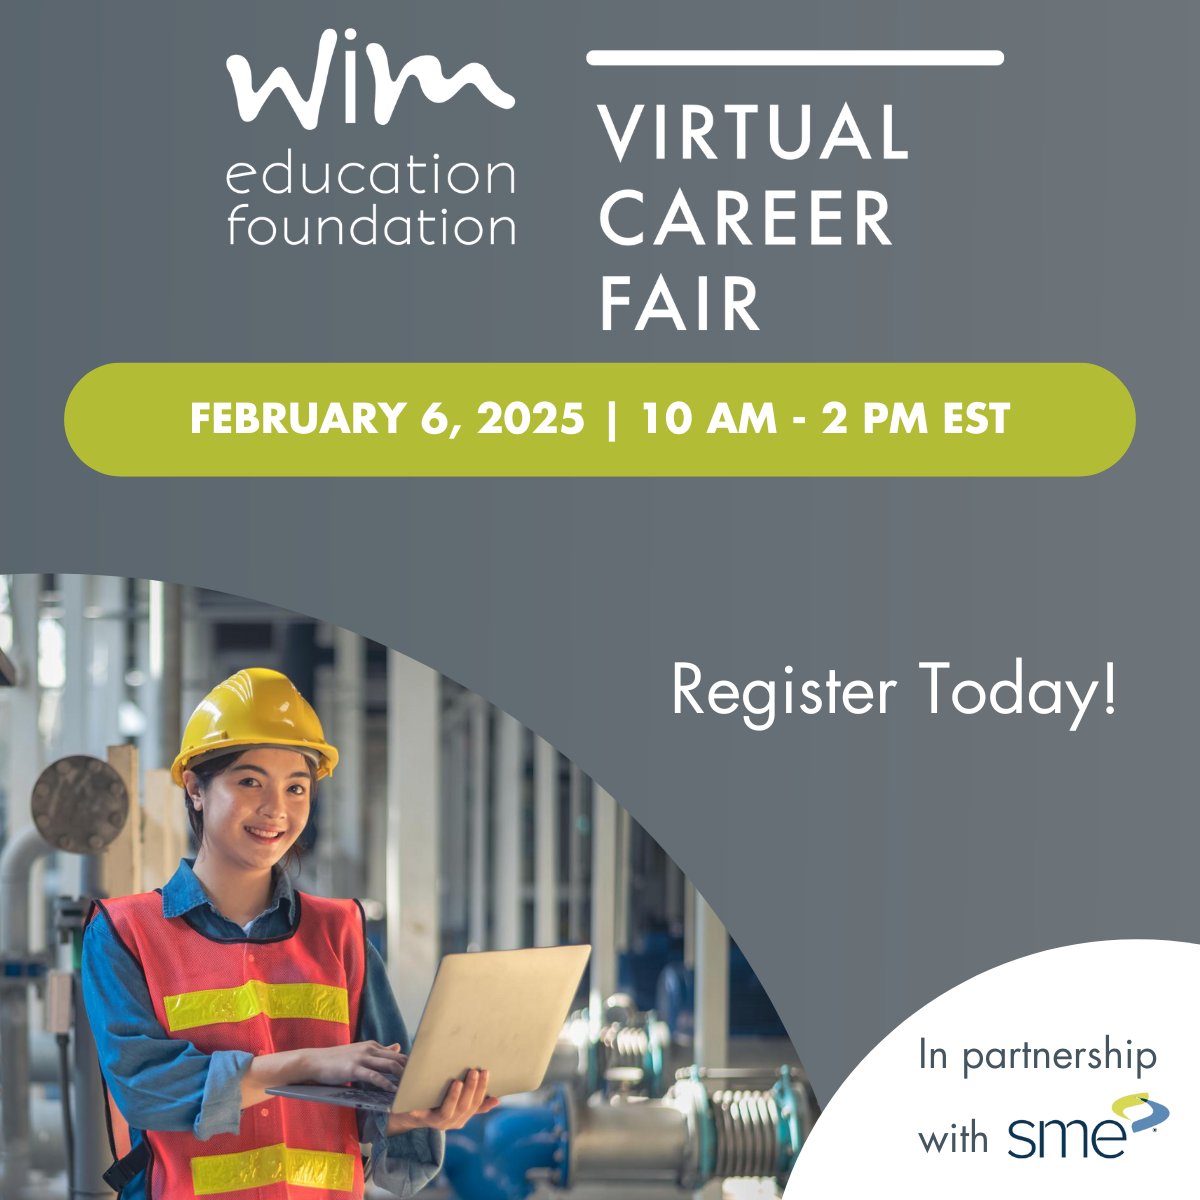 wim
education
foundation
VIRTUAL
CAREER
FAIR
FEBRUARY 6, 2025 | 10 AM - 2 PM EST
Register Today!
In partnership
with sme